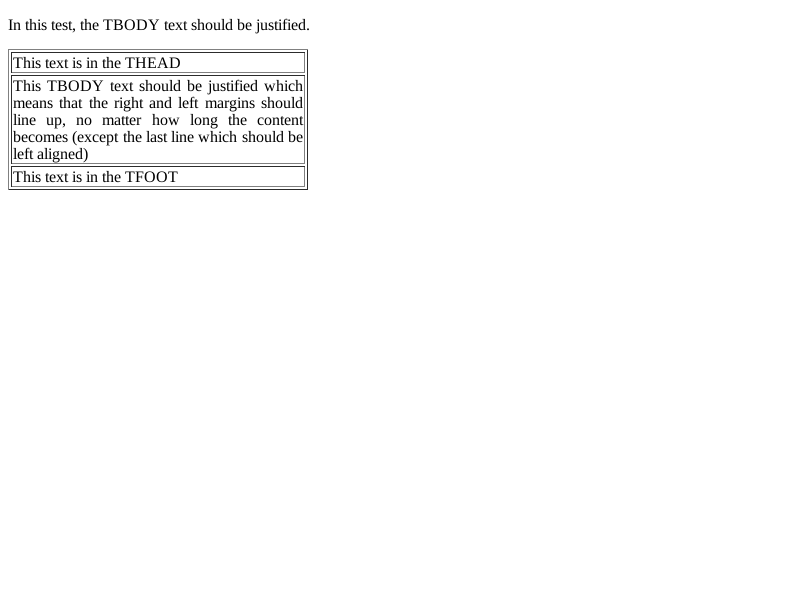 In this test, the TBODY text should be justified.
This text is in the THEAD
This TBODY text should be justified which
means that the right and left margins should
line up, no matter how long the content
becomes (except the last line which should be
left aligned)
This text is in the TFOOT